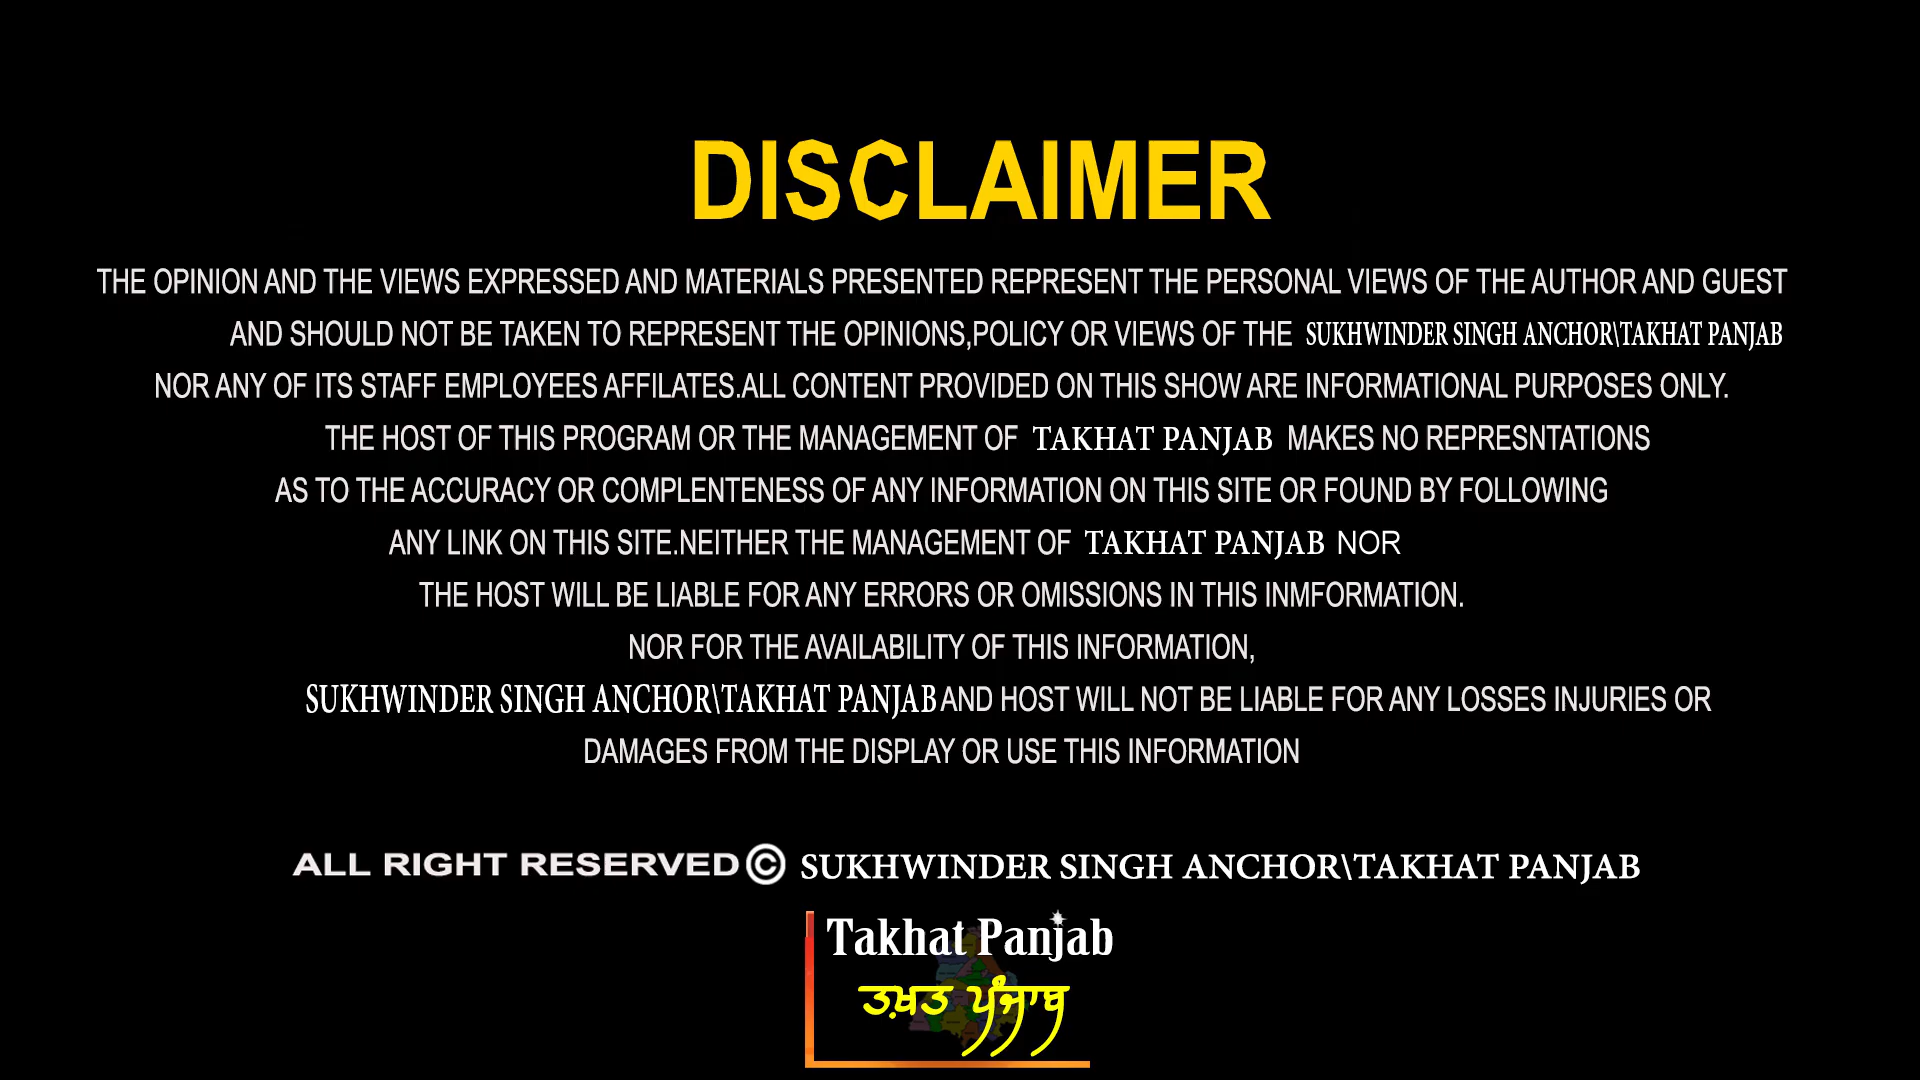 DISCLAIMER
THE OPINION AND THE VIEWS EXPRESSED AND MATERIALS PRESENTED REPRESENT THE PERSONAL VIEWS OF THE AUTHOR AND GUEST
AND SHOULD NOT BE TAKEN TO REPRESENT THE OPINIONS,POLICY OR VIEWS OF THE SUKHWINDER SINGH ANCHOR\TAKHAT PANJAB
NOR ANY OF ITS STAFF EMPLOYEES AFFILATES.ALL CONTENT PROVIDED ON THIS SHOW ARE INFORMATIONAL PURPOSES ONLY.
THE HOST OF THIS PROGRAM OR THE MANAGEMENT OF TAKHAT PANJAB MAKES NO REPRESNTATIONS
AS TO THE ACCURACY OR COMPLENTENESS OF ANY INFORMATION ON THIS SITE OR FOUND BY FOLLOWING
ANY LINK ON THIS SITE.NEITHER THE MANAGEMENT OF TAKHAT PANJAB NOR
THE HOST WILL BE LIABLE FOR ANY ERRORS OR OMISSIONS IN THIS INMFORMATION.
NOR FOR THE AVAILABILITY OF THIS INFORMATION,
SUKHWINDER SINGH ANCHOR\TAKHAT PANJAB AND HOST WILL NOT BE LIABLE FOR ANY LOSSES INJURIES OR
DAMAGES FROM THE DISPLAY OR USE THIS INFORMATION
ALL RIGHT RESERVED © SUKHWINDER SINGH ANCHOR\TAKHAT PANJAB
Takhat Panjab
ਤਖ਼ਤ ਪੰਜਾਬ